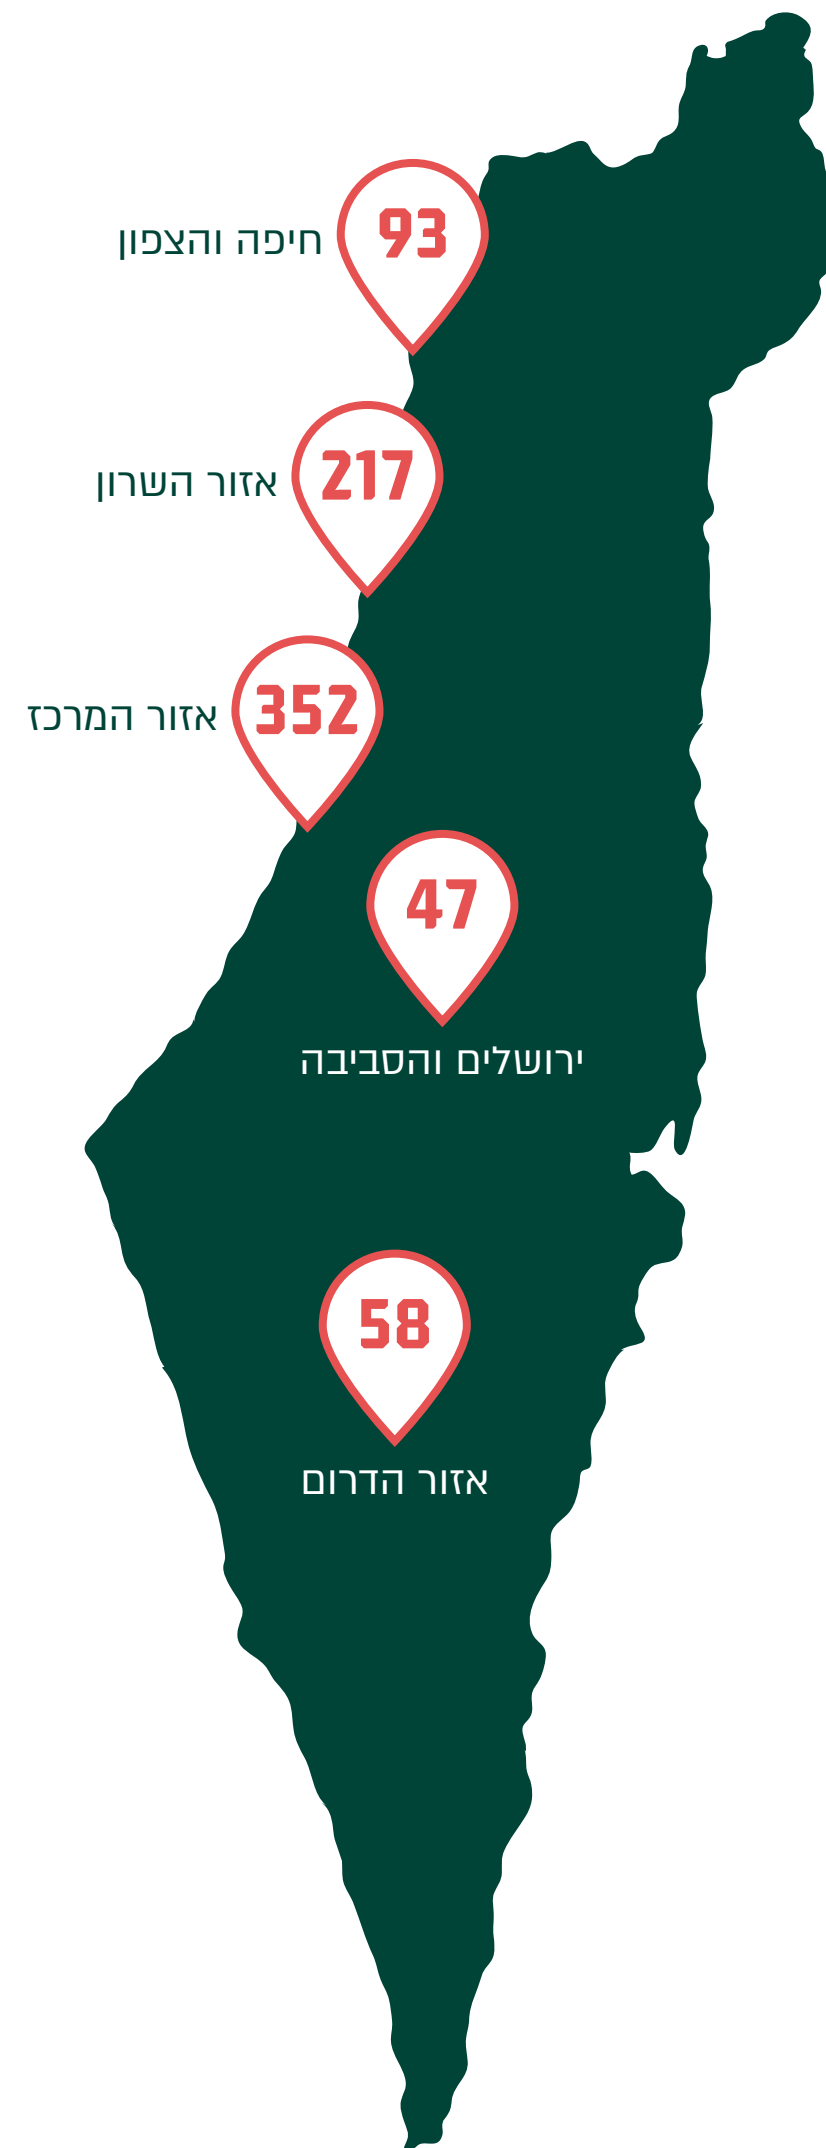 93
חיפה והצפון
217
אזור השרון
352
אזור המרכז
47
ירושלים והסביבה
58
אזור הדרום